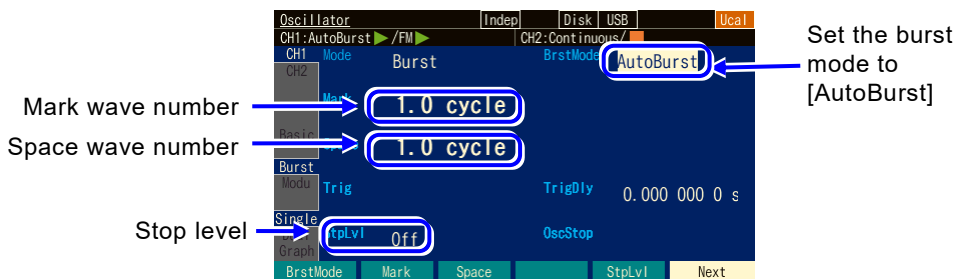 Oscillator Indep Disk USB Ucal
CH1:AutoBurst /FM CH2:Continuous/
CH1 Mode Burst BrstMode AutoBurst
CH2
Set the burst
mode to
[AutoBurst]
Mark wave number
Mark 1.0 cycle
Basic
Space wave number
1.0 cycle
Burst
Modu Trig TrigDly 0.000 000 0 s
Single
Stop level
StpLvl Off OscStop
Graph
BrstMode Mark Space StpLvl Next